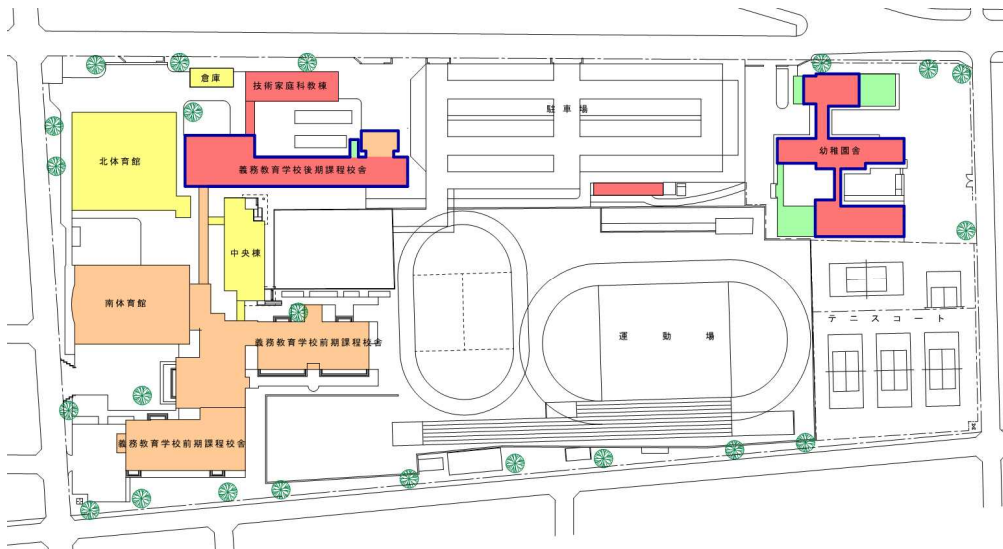 倉庫
技術家庭科教棟
駐車場
北体育館
義務教育学校後期課程校舎
幼稚園舎
中央棟
南体育館
テニスコート
義務教育学校前期課程校舎
運動場
義務教育学校前期課程校舎